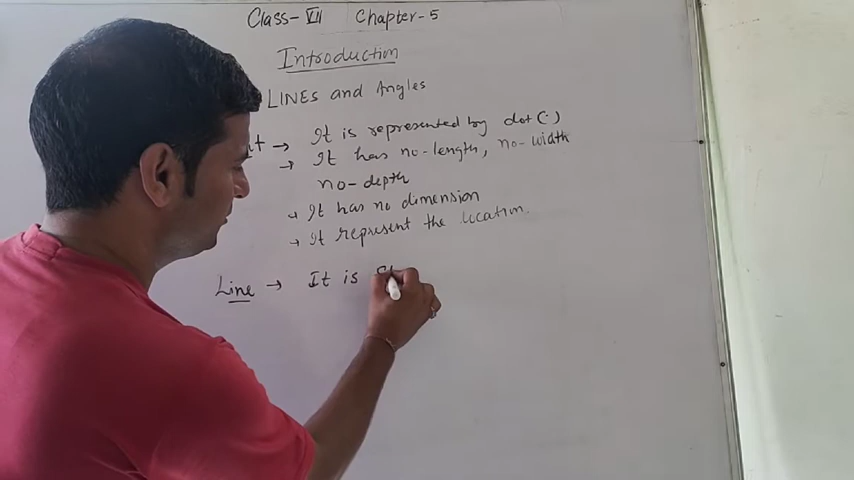 Class-VII Chapter-5
Introduction
LINES and Angles
→ It is represented by dot (·)
→ It has no-length, no-width
no-depth
→ It has no dimension
→ It represent the location.
Line → It is